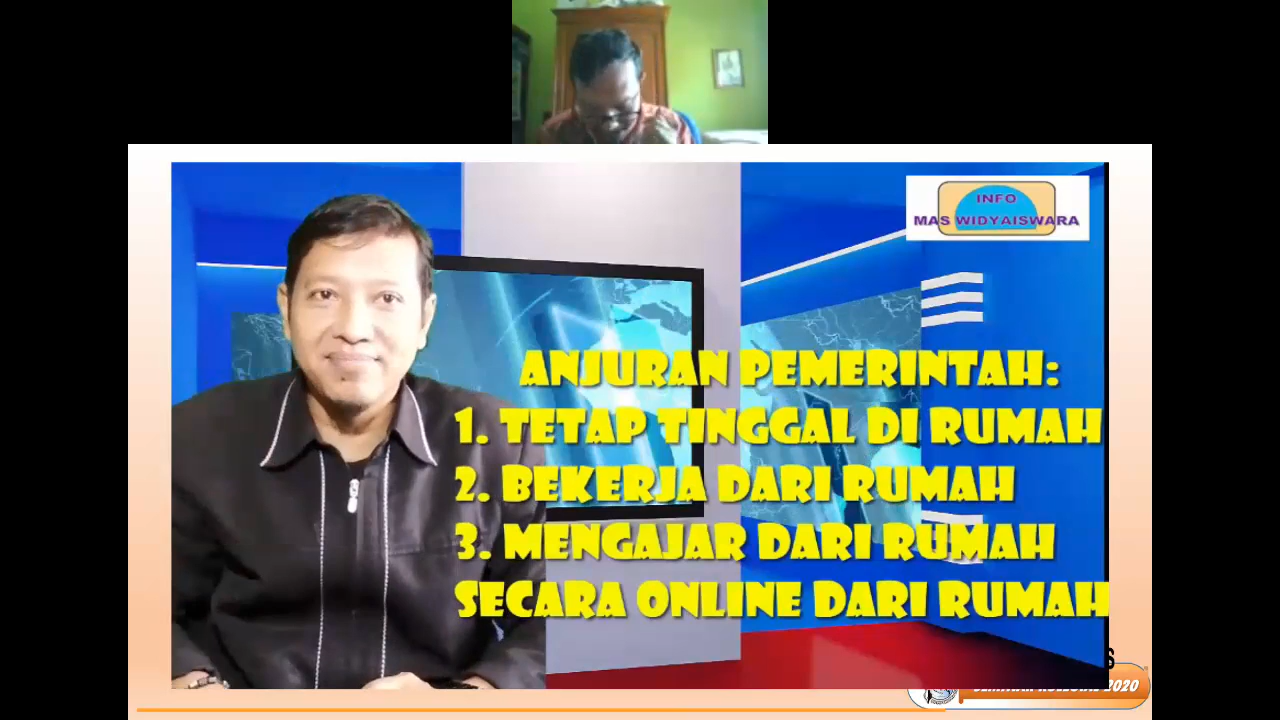 INFO
MAS WIDYAISWARA
ANJURAN PEMERINTAH:
1. TETAP TINGGAL DI RUMAH
2. BEKERJA DARI RUMAH
3. MENGAJAR DARI RUMAH
SECARA ONLINE DARI RUMAH
2020